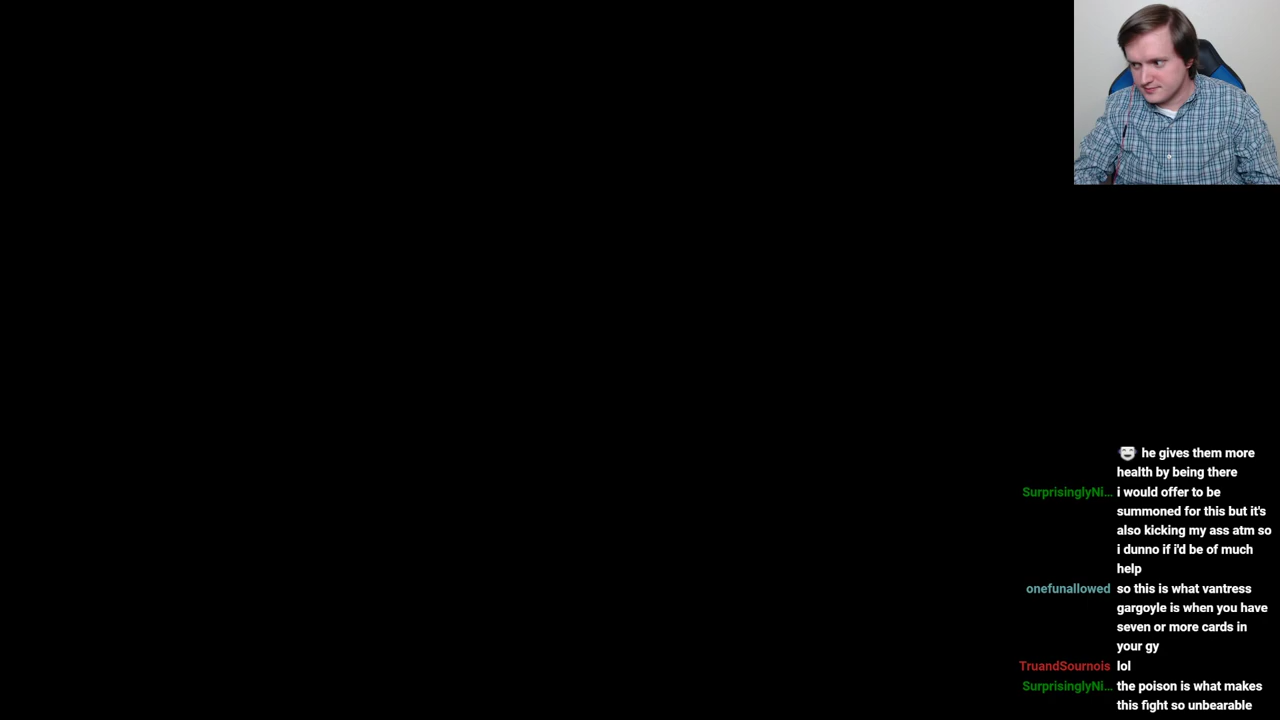 he gives them more
health by being there
SurprisinglyNi... i would offer to be
summoned for this but it's
also kicking my ass atm so
i dunno if i'd be of much
help
onefunallowed so this is what vantress
gargoyle is when you have
seven or more cards in
your gy
TruandSournois lol
SurprisinglyNi... the poison is what makes
this fight so unbearable